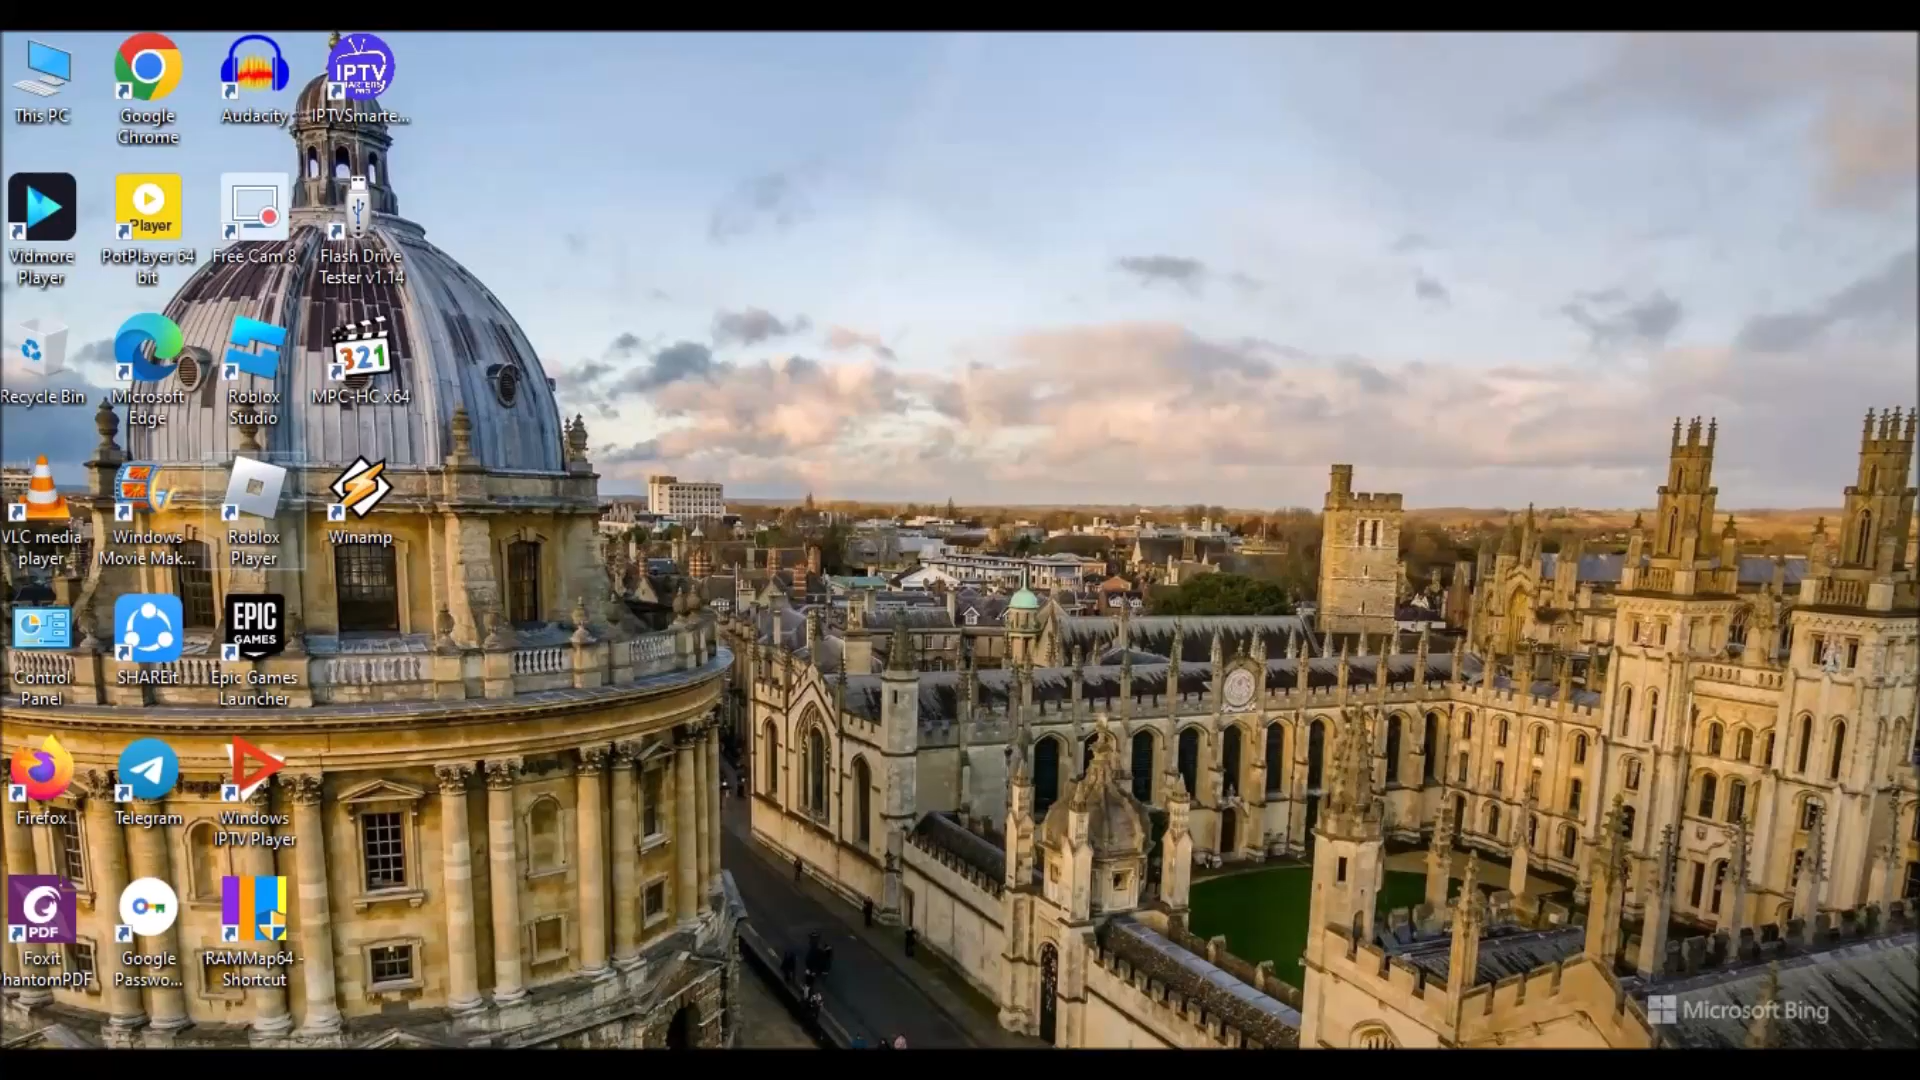 This PC
Google
Chrome
Audacity
IPTV
SMARTERS
PRO
IPTVSmarte...
Vidmore
Player
Player
PotPlayer 64
bit
Free Cam 8
Flash Drive
Tester v1.14
Recycle Bin
Microsoft
Edge
Roblox
Studio
321
MPC-HC x64
VLC media
player
Windows
Movie Mak...
Roblox
Player
Winamp
Control
Panel
SHAREit
EPIC
GAMES
Epic Games
Launcher
Firefox
Telegram
Windows
IPTV Player
PDF
Foxit
hantomPDF
Google
Passwo...
RAMMap64 -
Shortcut
Microsoft Bing